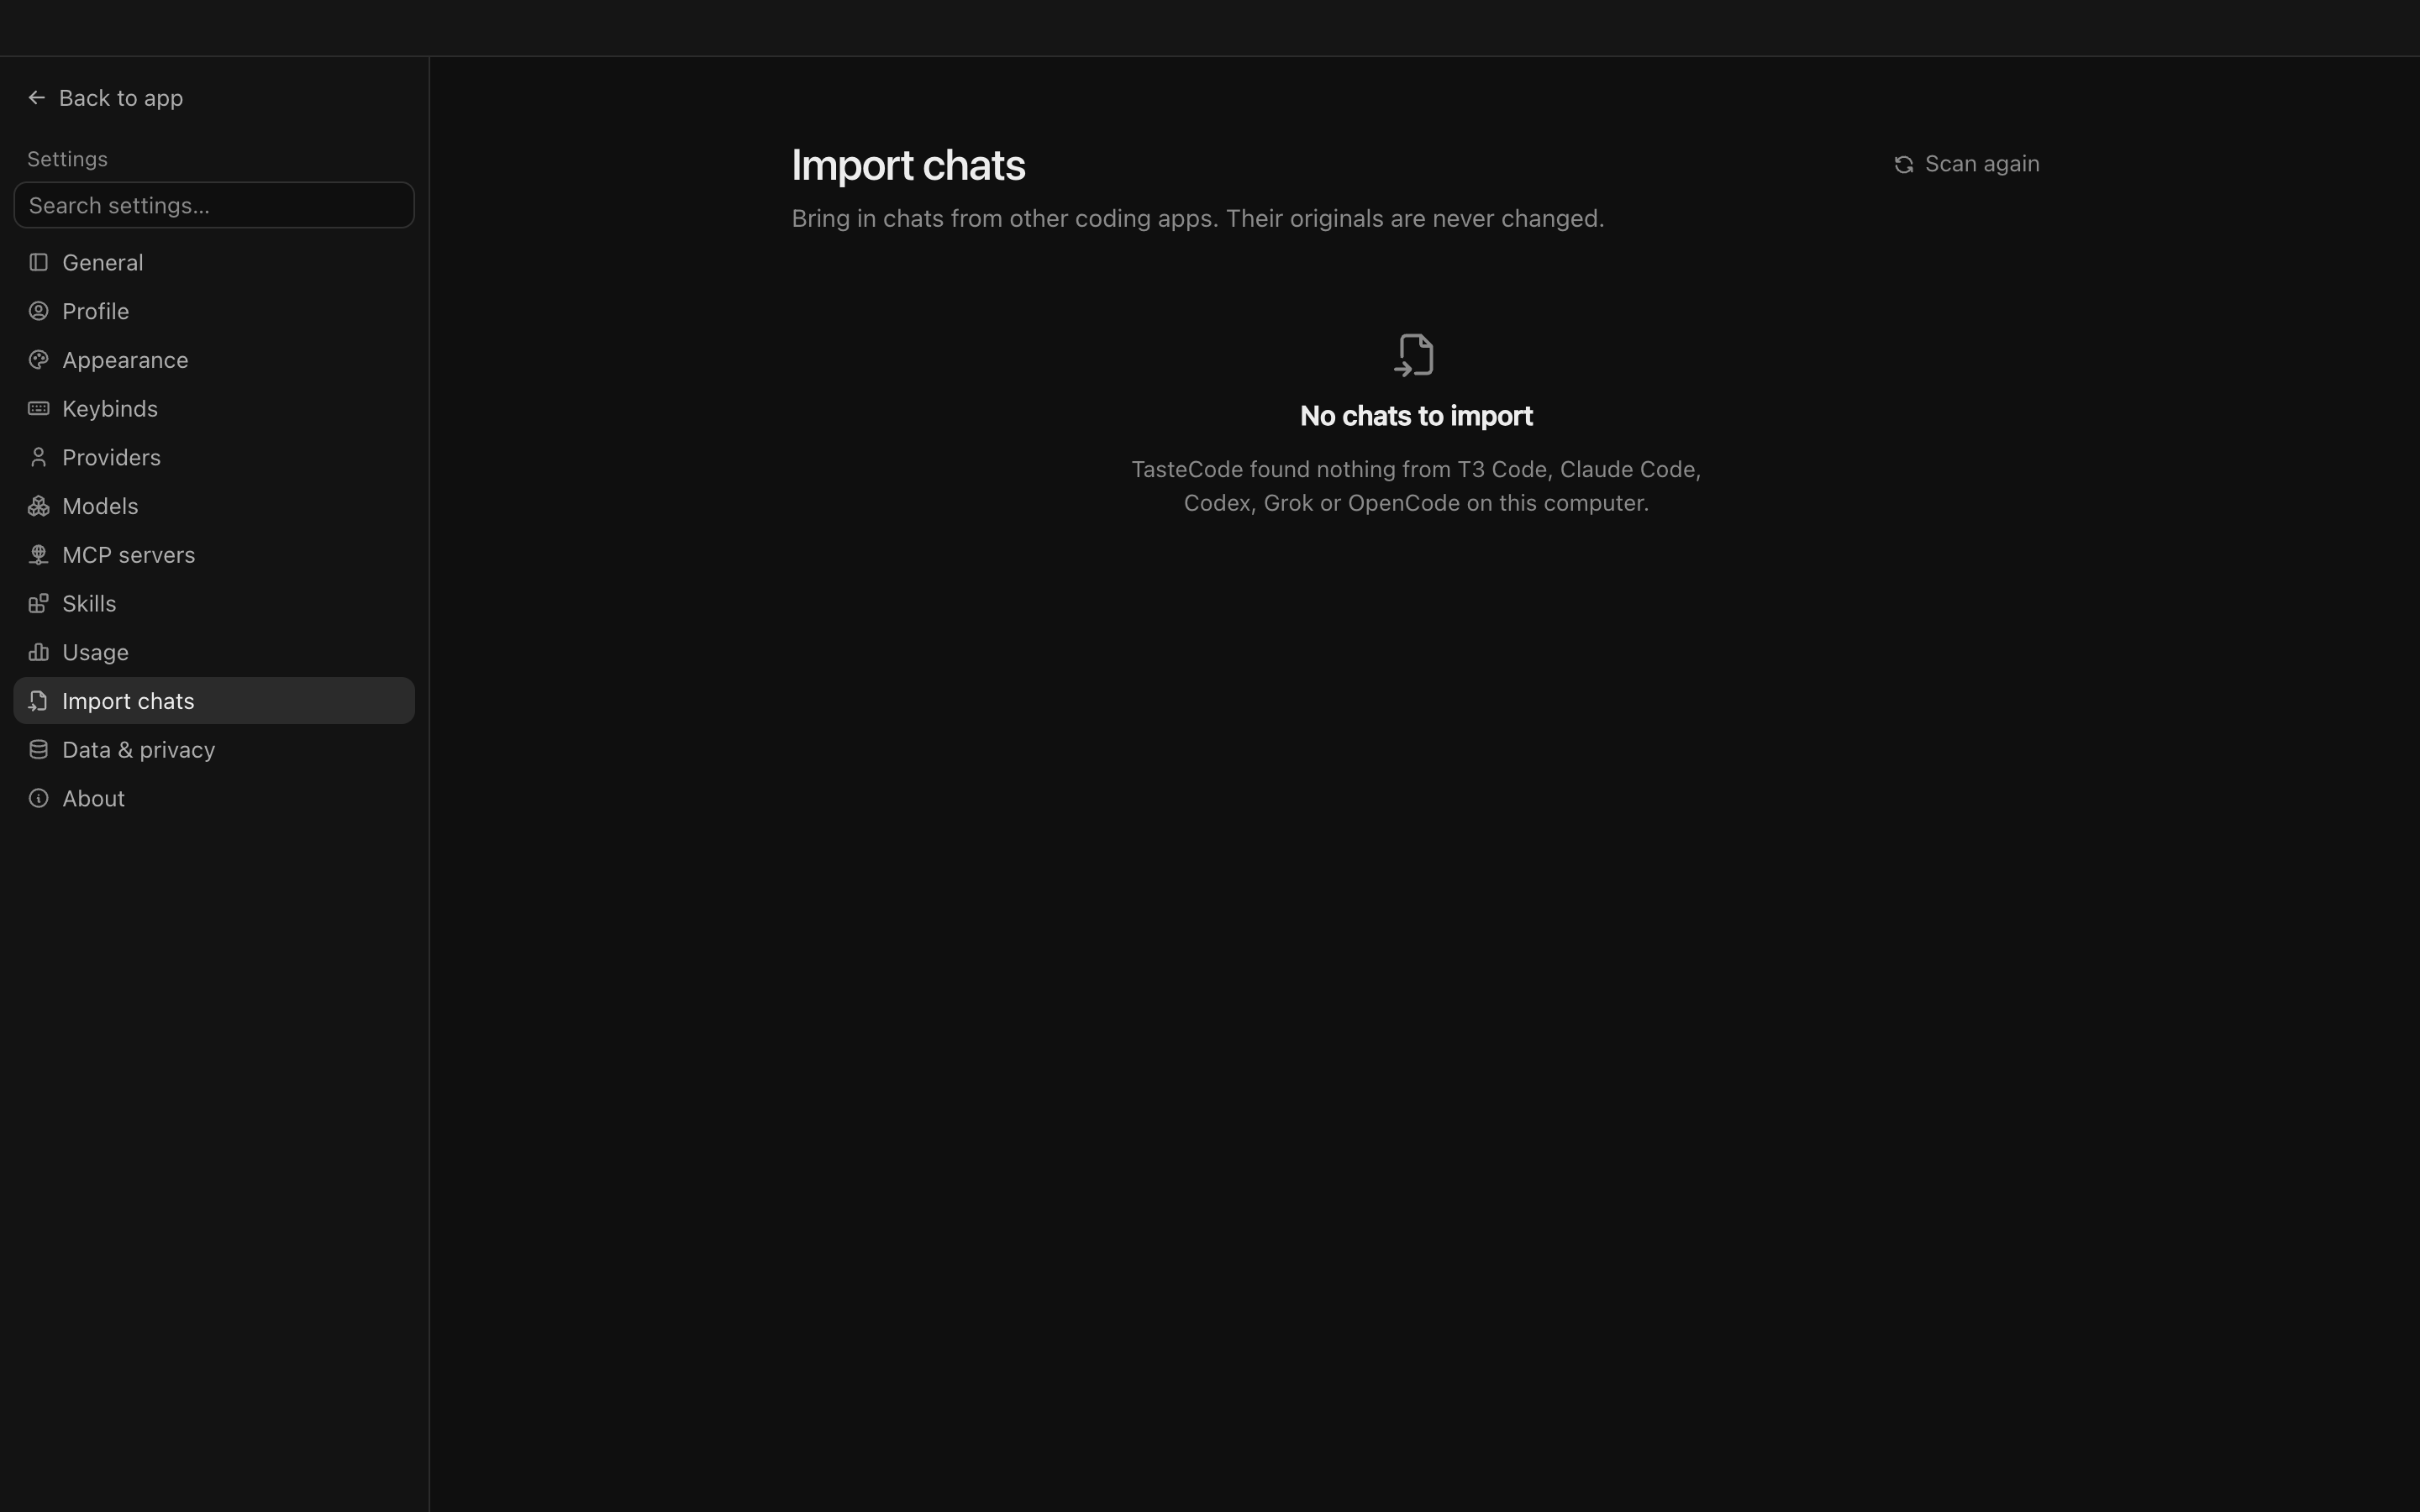 Back to app
Settings
Search settings...
General
Profile
Appearance
Keybinds
Providers
Models
MCP servers
Skills
Usage
Import chats
Data & privacy
About
Import chats
Scan again
Bring in chats from other coding apps. Their originals are never changed.
No chats to import
TasteCode found nothing from T3 Code, Claude Code,
Codex, Grok or OpenCode on this computer.